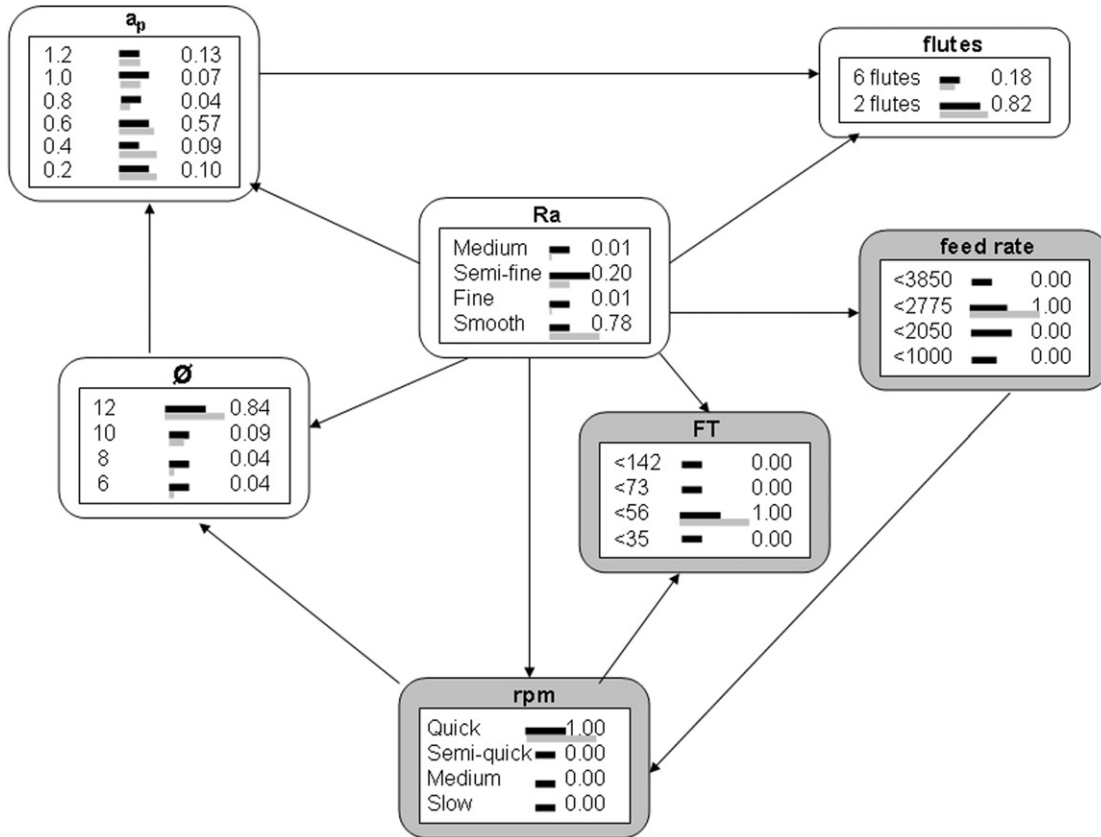 a_p
1.2 0.13
1.0 0.07
0.8 0.04
0.6 0.57
0.4 0.09
0.2 0.10
flutes
6 flutes 0.18
2 flutes 0.82
Ra
Medium 0.01
Semi-fine 0.20
Fine 0.01
Smooth 0.78
feed rate
<3850 0.00
<2775 1.00
<2050 0.00
<1000 0.00
Ø
12 0.84
10 0.09
8 0.04
6 0.04
FT
<142 0.00
<73 0.00
<56 1.00
<35 0.00
rpm
Quick 1.00
Semi-quick 0.00
Medium 0.00
Slow 0.00